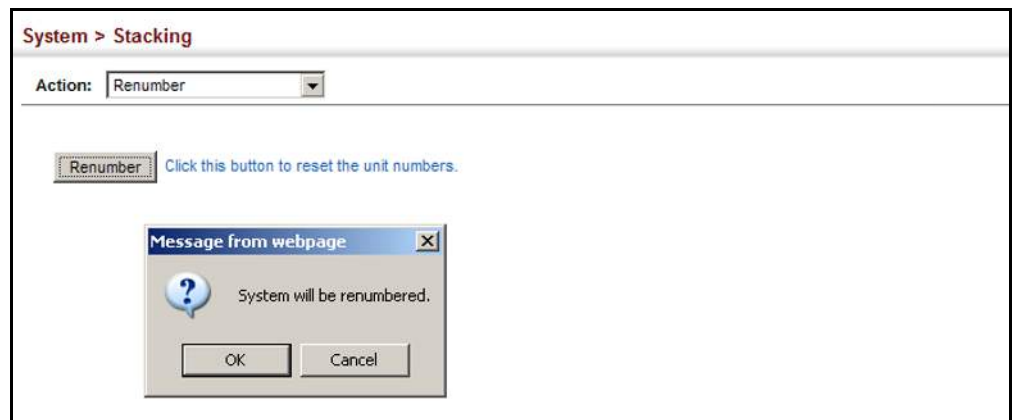 System > Stacking
Action: Renumber
Renumber Click this button to reset the unit numbers.
Message from webpage
System will be renumbered.
OK Cancel